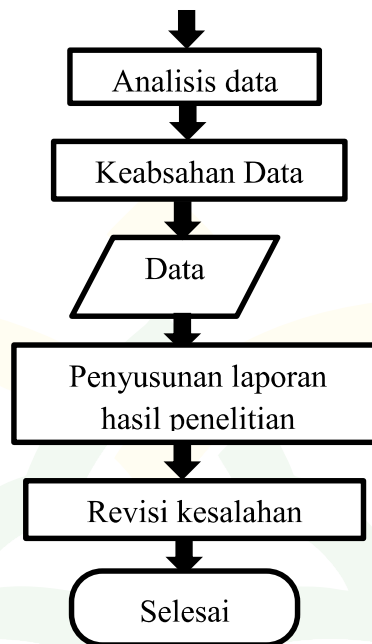 Analisis data
Keabsahan Data
Data
Penyusunan laporan
hasil penelitian
Revisi kesalahan
Selesai